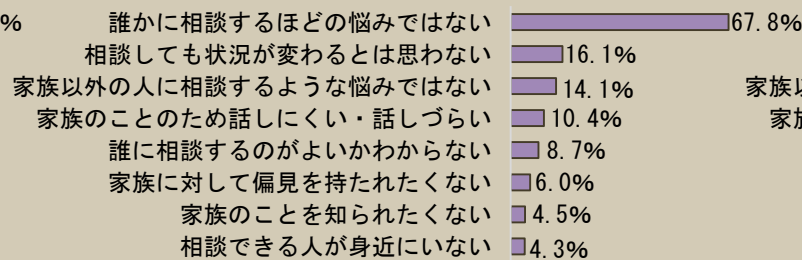 % 誰かに相談するほどの悩みではない 67.8%
相談しても状況が変わるとは思わない 16.1%
家族以外の人に相談するような悩みではない 14.1% 家族以
家族のことのため話しにくい・話しづらい 10.4% 家族
誰に相談するのがよいかわからない 8.7%
家族に対して偏見を持たれたくない 6.0%
家族のことを知られたくない 4.5%
相談できる人が身近にいない 4.3%